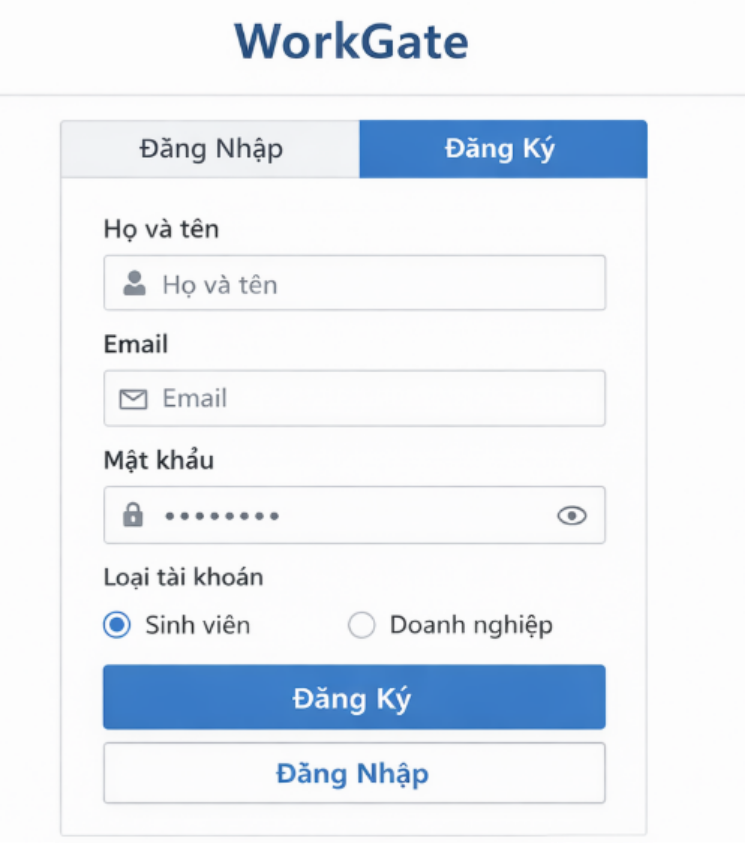 WorkGate
Đăng Nhập Đăng Ký
Họ và tên
Họ và tên
Email
Email
Mật khẩu
••••••••
Loại tài khoán
Sinh viên Doanh nghiệp
Đăng Ký
Đăng Nhập